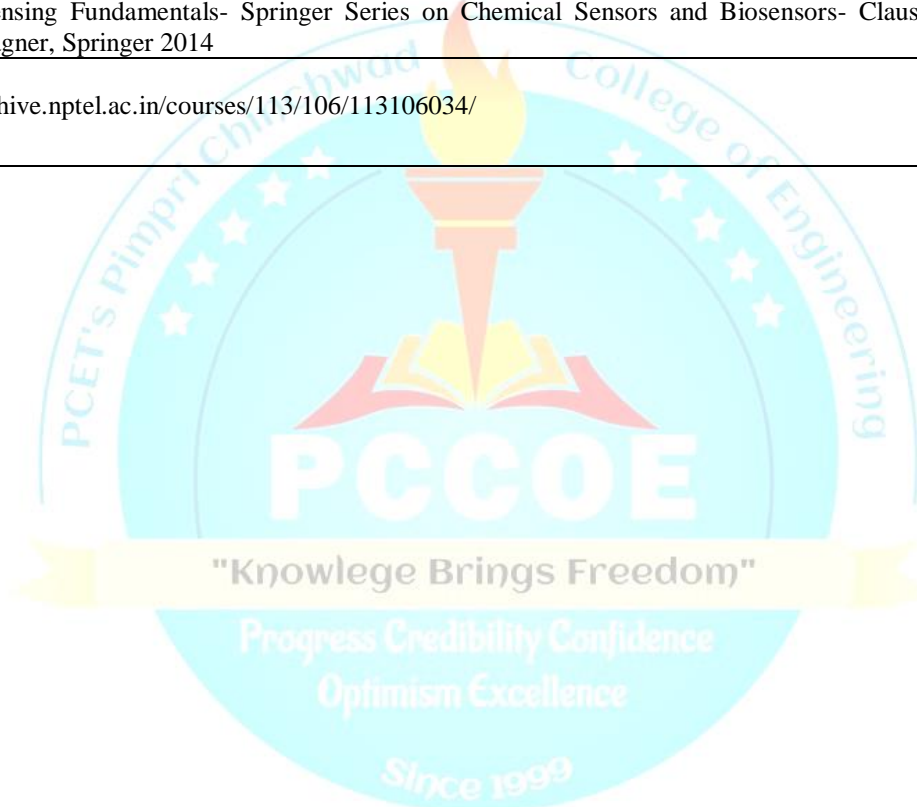 ensing Fundamentals- Springer Series on Chemical Sensors and Biosensors- Claus
gner, Springer 2014
hive.nptel.ac.in/courses/113/106/113106034/
PCET's Pimpri Chinchwad College of Engineering
PCCOE
"Knowlege Brings Freedom"
Progress Credibility Confidence
Optimism Excellence
Since 1999